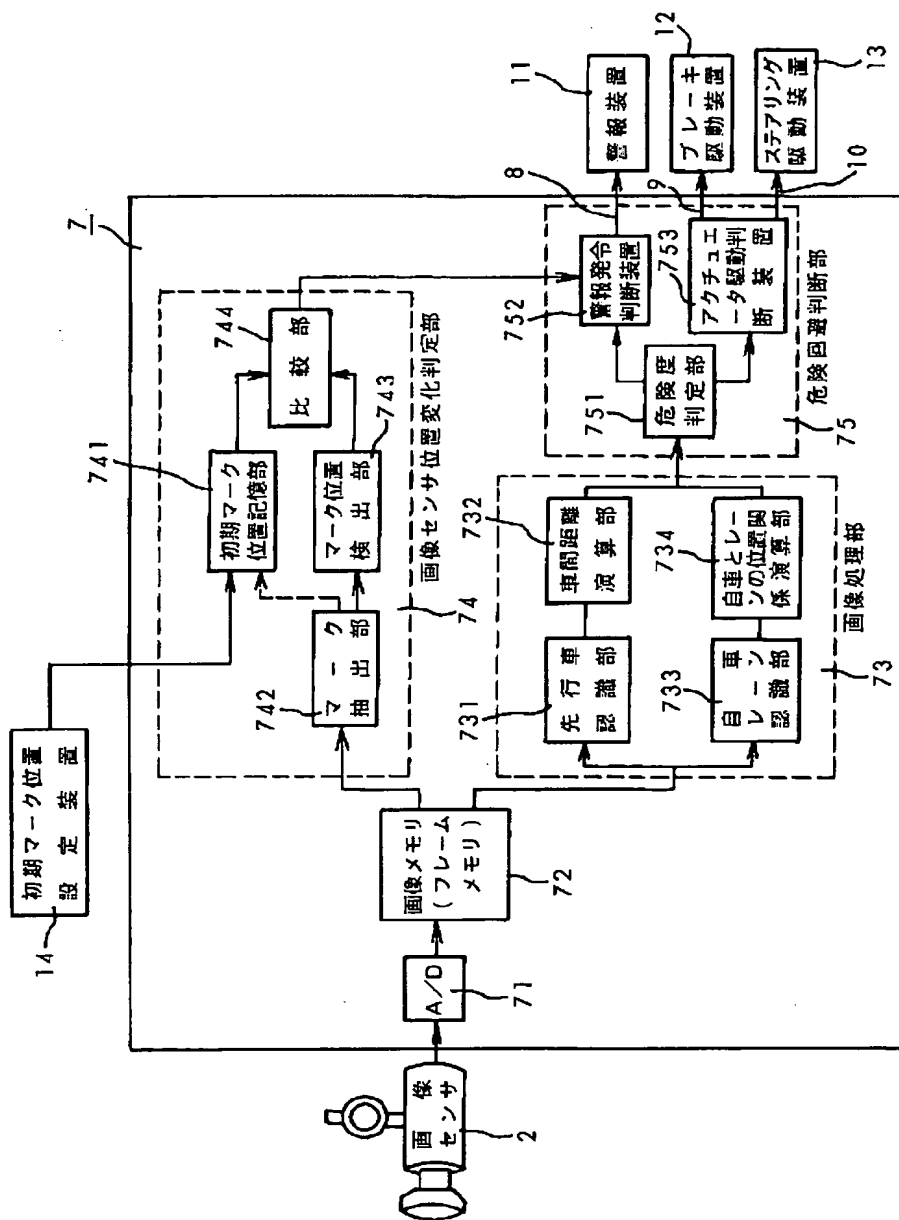 14
初期マーク位置
設定装置
7
画像
センサ
2
A/D
71
画像メモリ
(フレーム
メモリ)
72
741
初期マーク
位置記憶部
742
マーク
抽出部
743
マーク位置
検出部
744
比較部
74
画像センサ位置変化判定部
731
先行車
認識部
732
車間距離
演算部
733
自車
レーン
認識部
734
自車とレー
ンの位置関
係演算部
73
画像処理部
751
危険度
判定部
752
警報発令
判断装置
753
アクチュエ
ータ駆動判
断装置
75
危険回避判断部
8
9
10
11
警報装置
12
ブレーキ
駆動装置
13
ステアリング
駆動装置